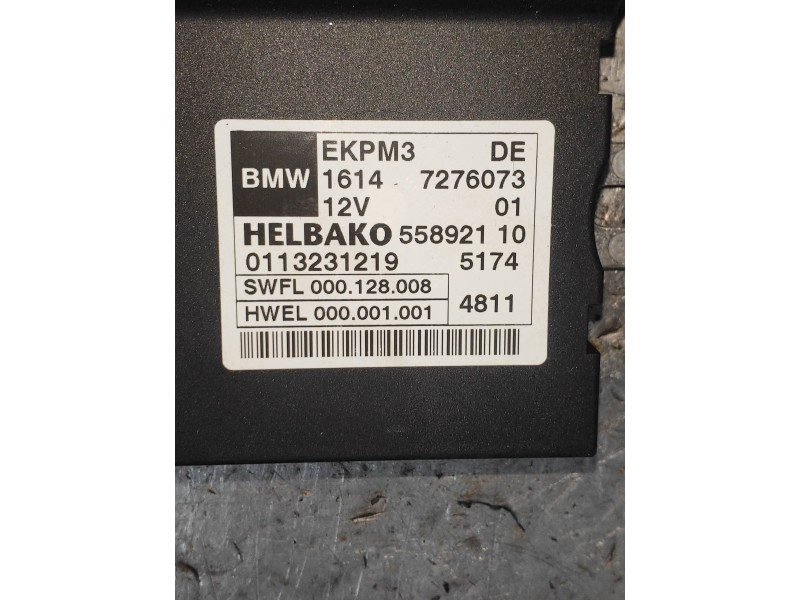 EKPM3 DE
BMW 1614 7276073
12V 01
HELBAKO 558921 10
0113231219 5174
SWFL 000.128.008
HWEL 000.001.001 4811